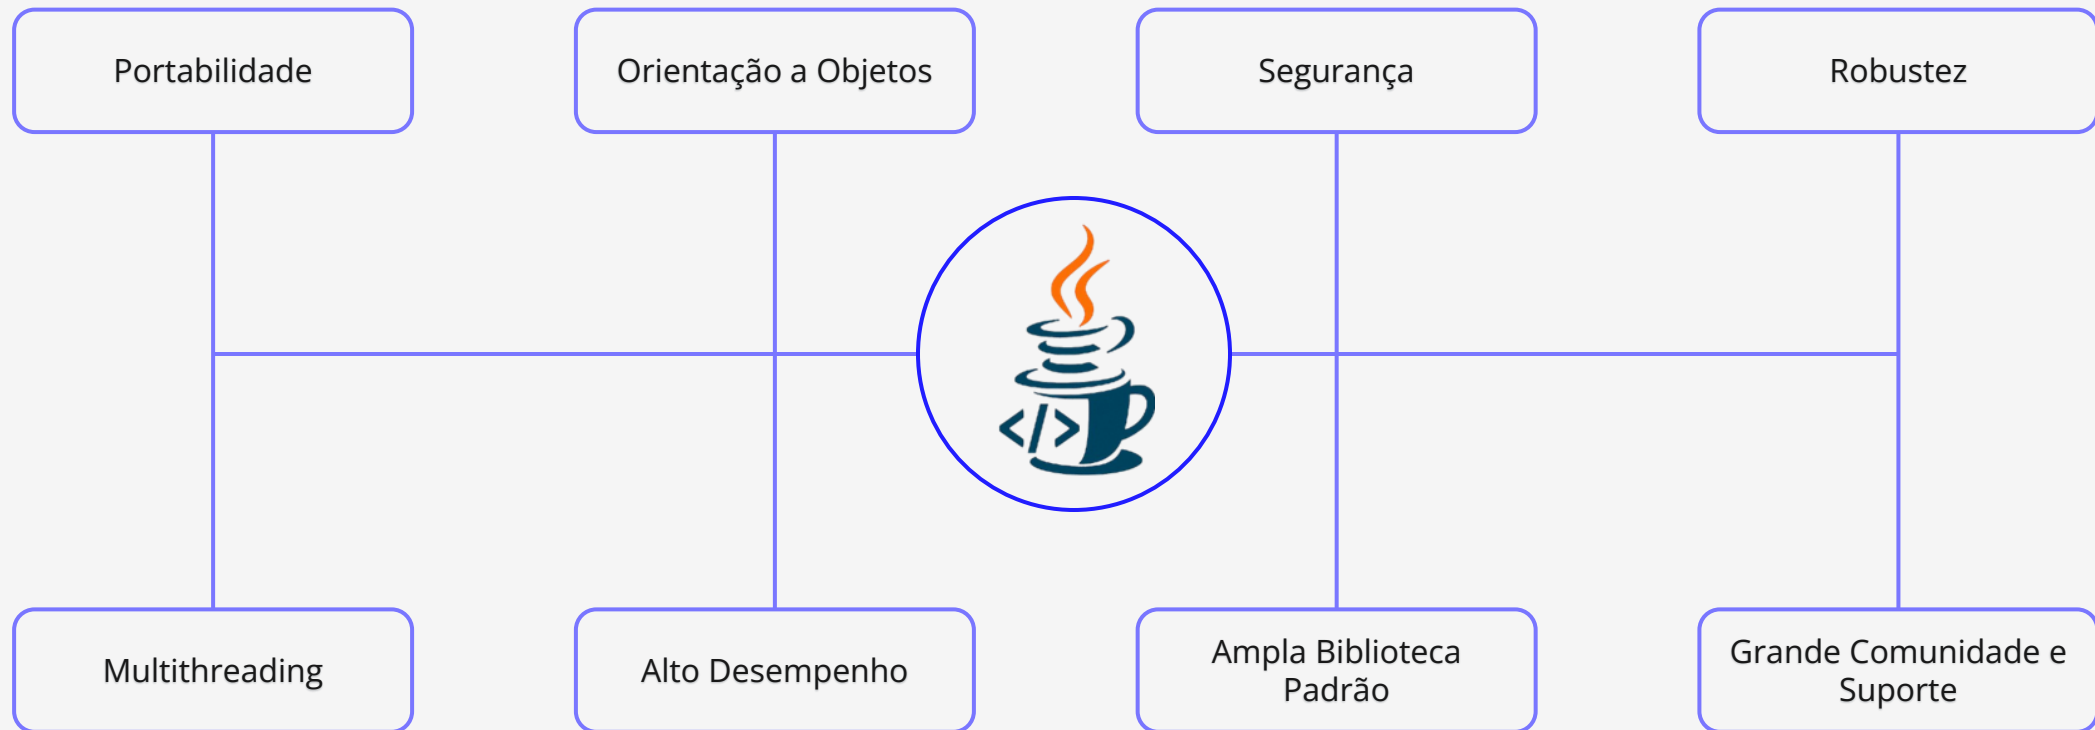 Portabilidade
Orientação a Objetos
Segurança
Robustez
</>
Multithreading
Alto Desempenho
Ampla Biblioteca
Padrão
Grande Comunidade e
Suporte